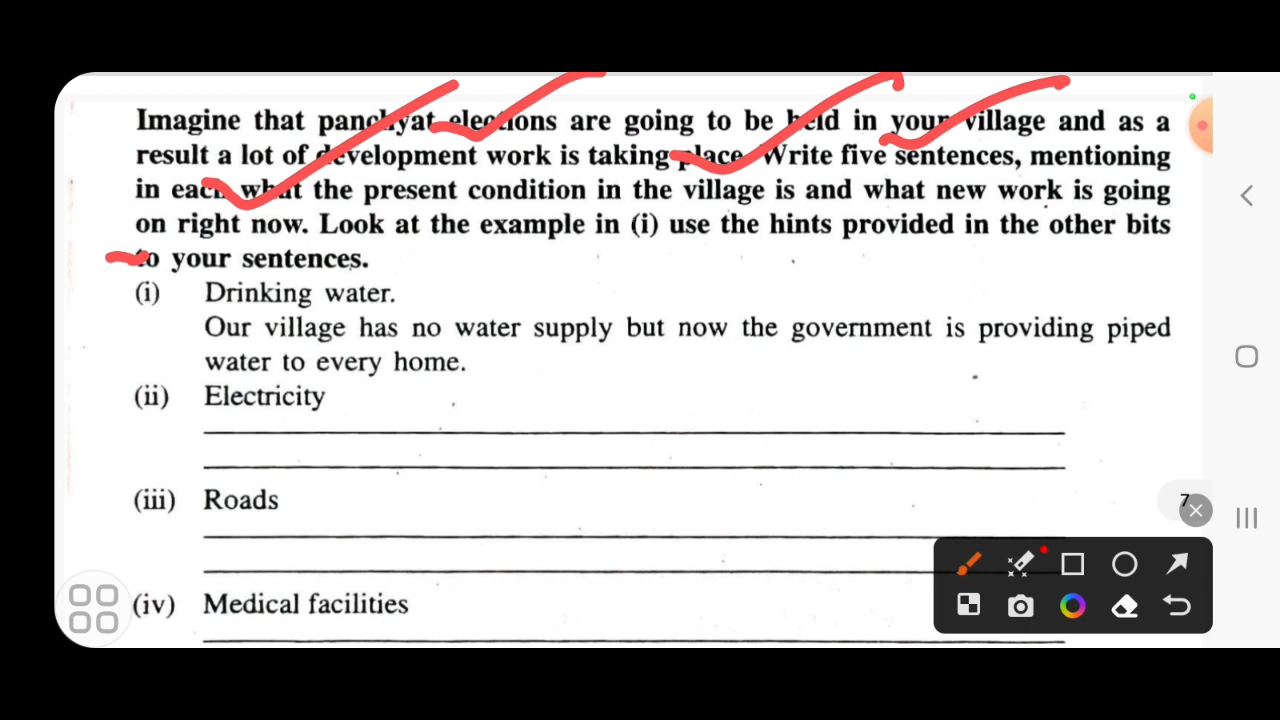 Imagine that panchyat elections are going to be held in your village and as a
result a lot of development work is taking place. Write five sentences, mentioning
in each what the present condition in the village is and what new work is going
on right now. Look at the example in (i) use the hints provided in the other bits
to your sentences.
(i) Drinking water.
Our village has no water supply but now the government is providing piped
water to every home.
(ii) Electricity
(iii) Roads
7
(iv) Medical facilities